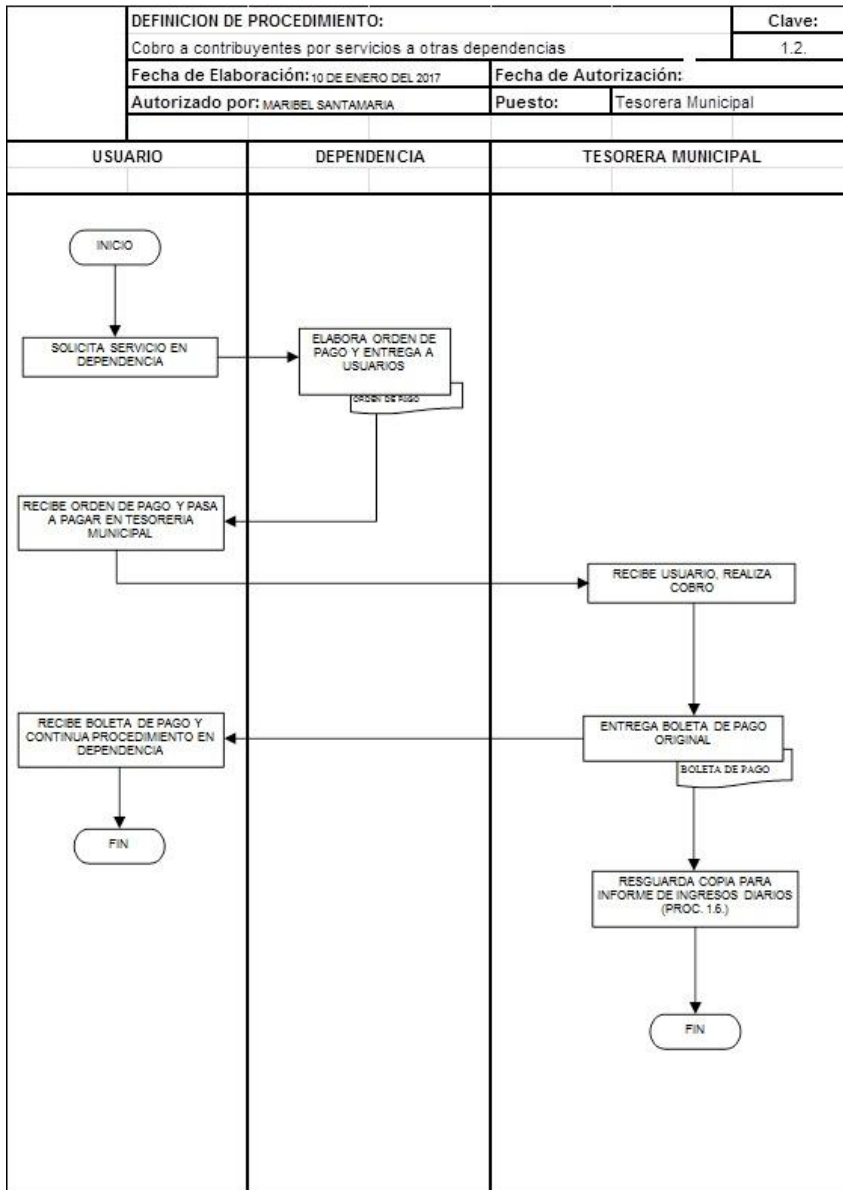 DEFINICION DE PROCEDIMIENTO:
Clave:
Cobro a contribuyentes por servicios a otras dependencias
1.2.
Fecha de Elaboración: 10 DE ENERO DEL 2017
Fecha de Autorización:
Autorizado por: MARIBEL SANTAMARIA
Puesto:
Tesorera Municipal
USUARIO
DEPENDENCIA
TESORERA MUNICIPAL
INICIO
SOLICITA SERVICIO EN
DEPENDENCIA
ELABORA ORDEN DE
PAGO Y ENTREGA A
USUARIOS
ORDEN DE PAGO
RECIBE ORDEN DE PAGO Y PASA
A PAGAR EN TESORERIA
MUNICIPAL
RECIBE USUARIO, REALIZA
COBRO
RECIBE BOLETA DE PAGO Y
CONTINUA PROCEDIMIENTO EN
DEPENDENCIA
ENTREGA BOLETA DE PAGO
ORIGINAL
BOLETA DE PAGO
FIN
RESGUARDA COPIA PARA
INFORME DE INGRESOS DIARIOS
(PROC. 1.6.)
FIN